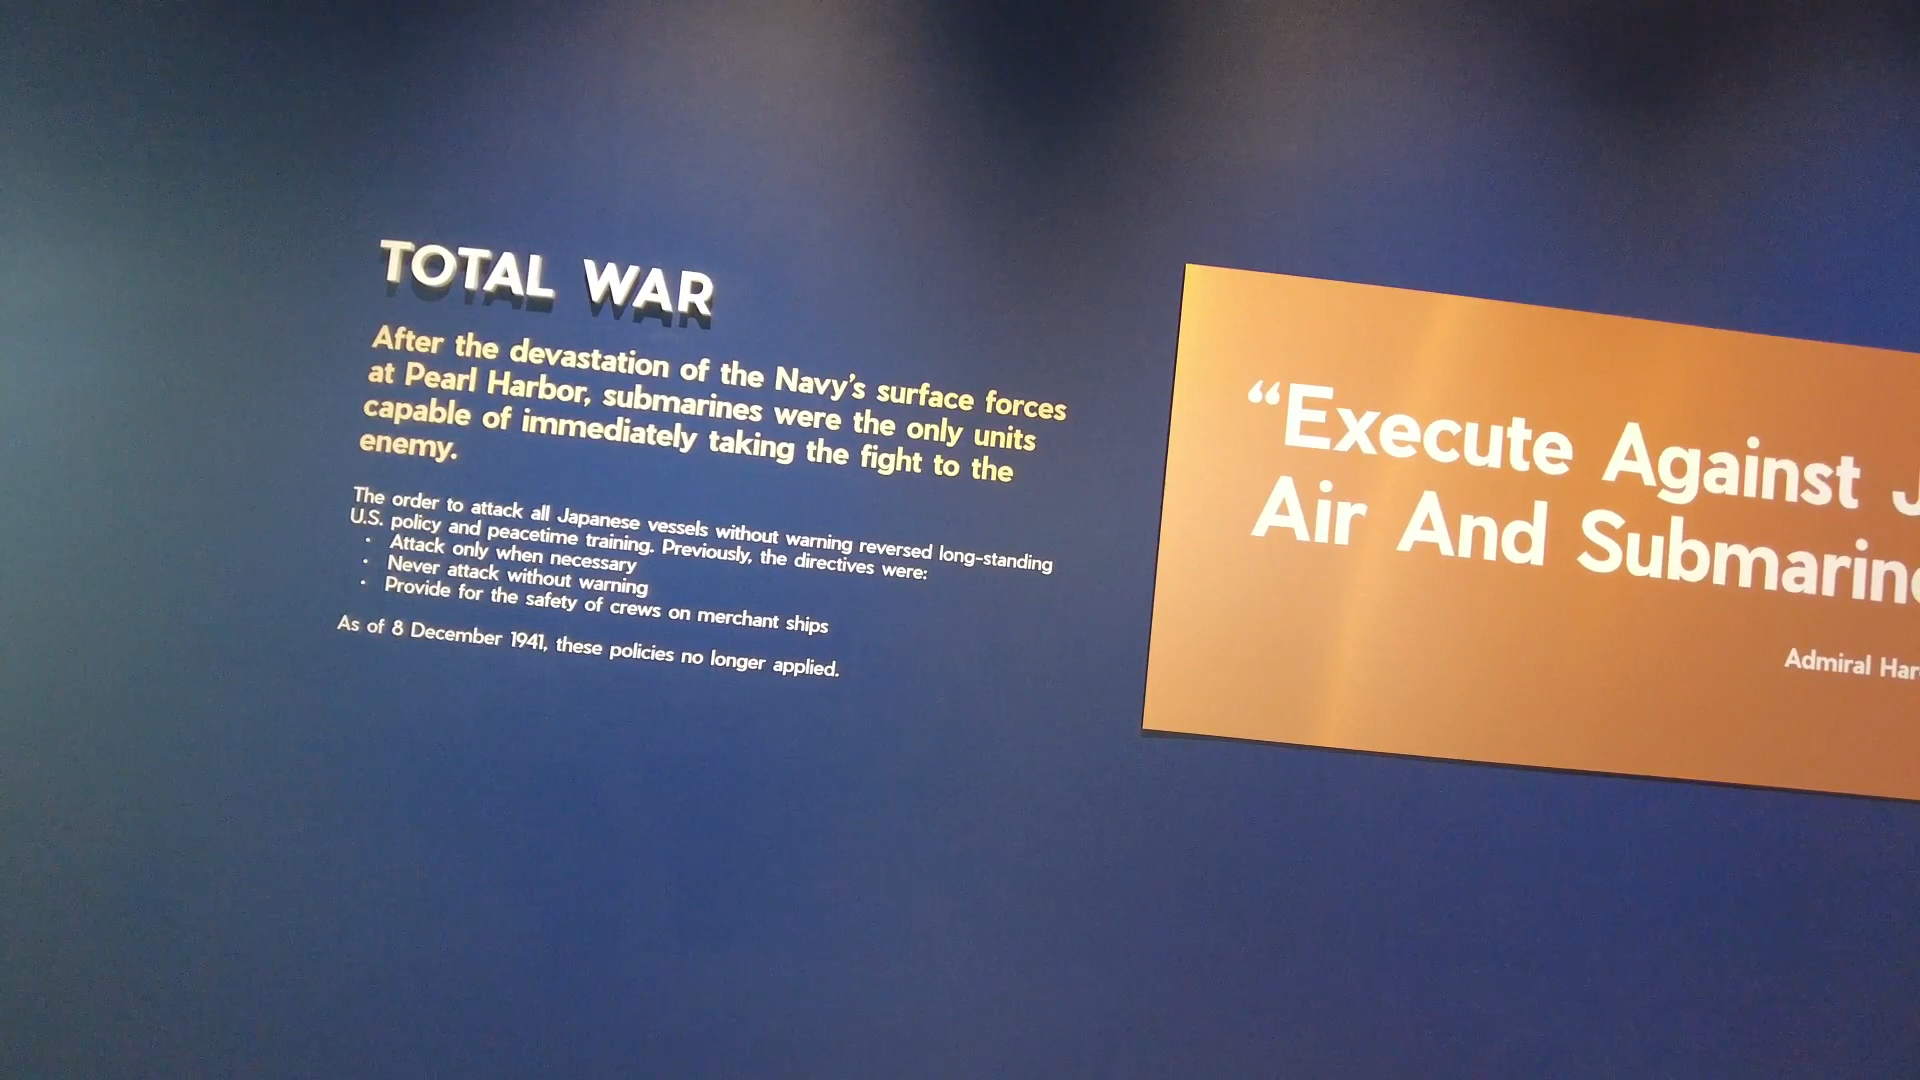 TOTAL WAR
After the devastation of the Navy's surface forces
at Pearl Harbor, submarines were the only units
capable of immediately taking the fight to the
enemy.
The order to attack all Japanese vessels without warning reversed long-standing
U.S. policy and peacetime training. Previously, the directives were:
• Attack only when necessary
• Never attack without warning
• Provide for the safety of crews on merchant ships
As of 8 December 1941, these policies no longer applied.
“Execute Against
Air And
Admiral